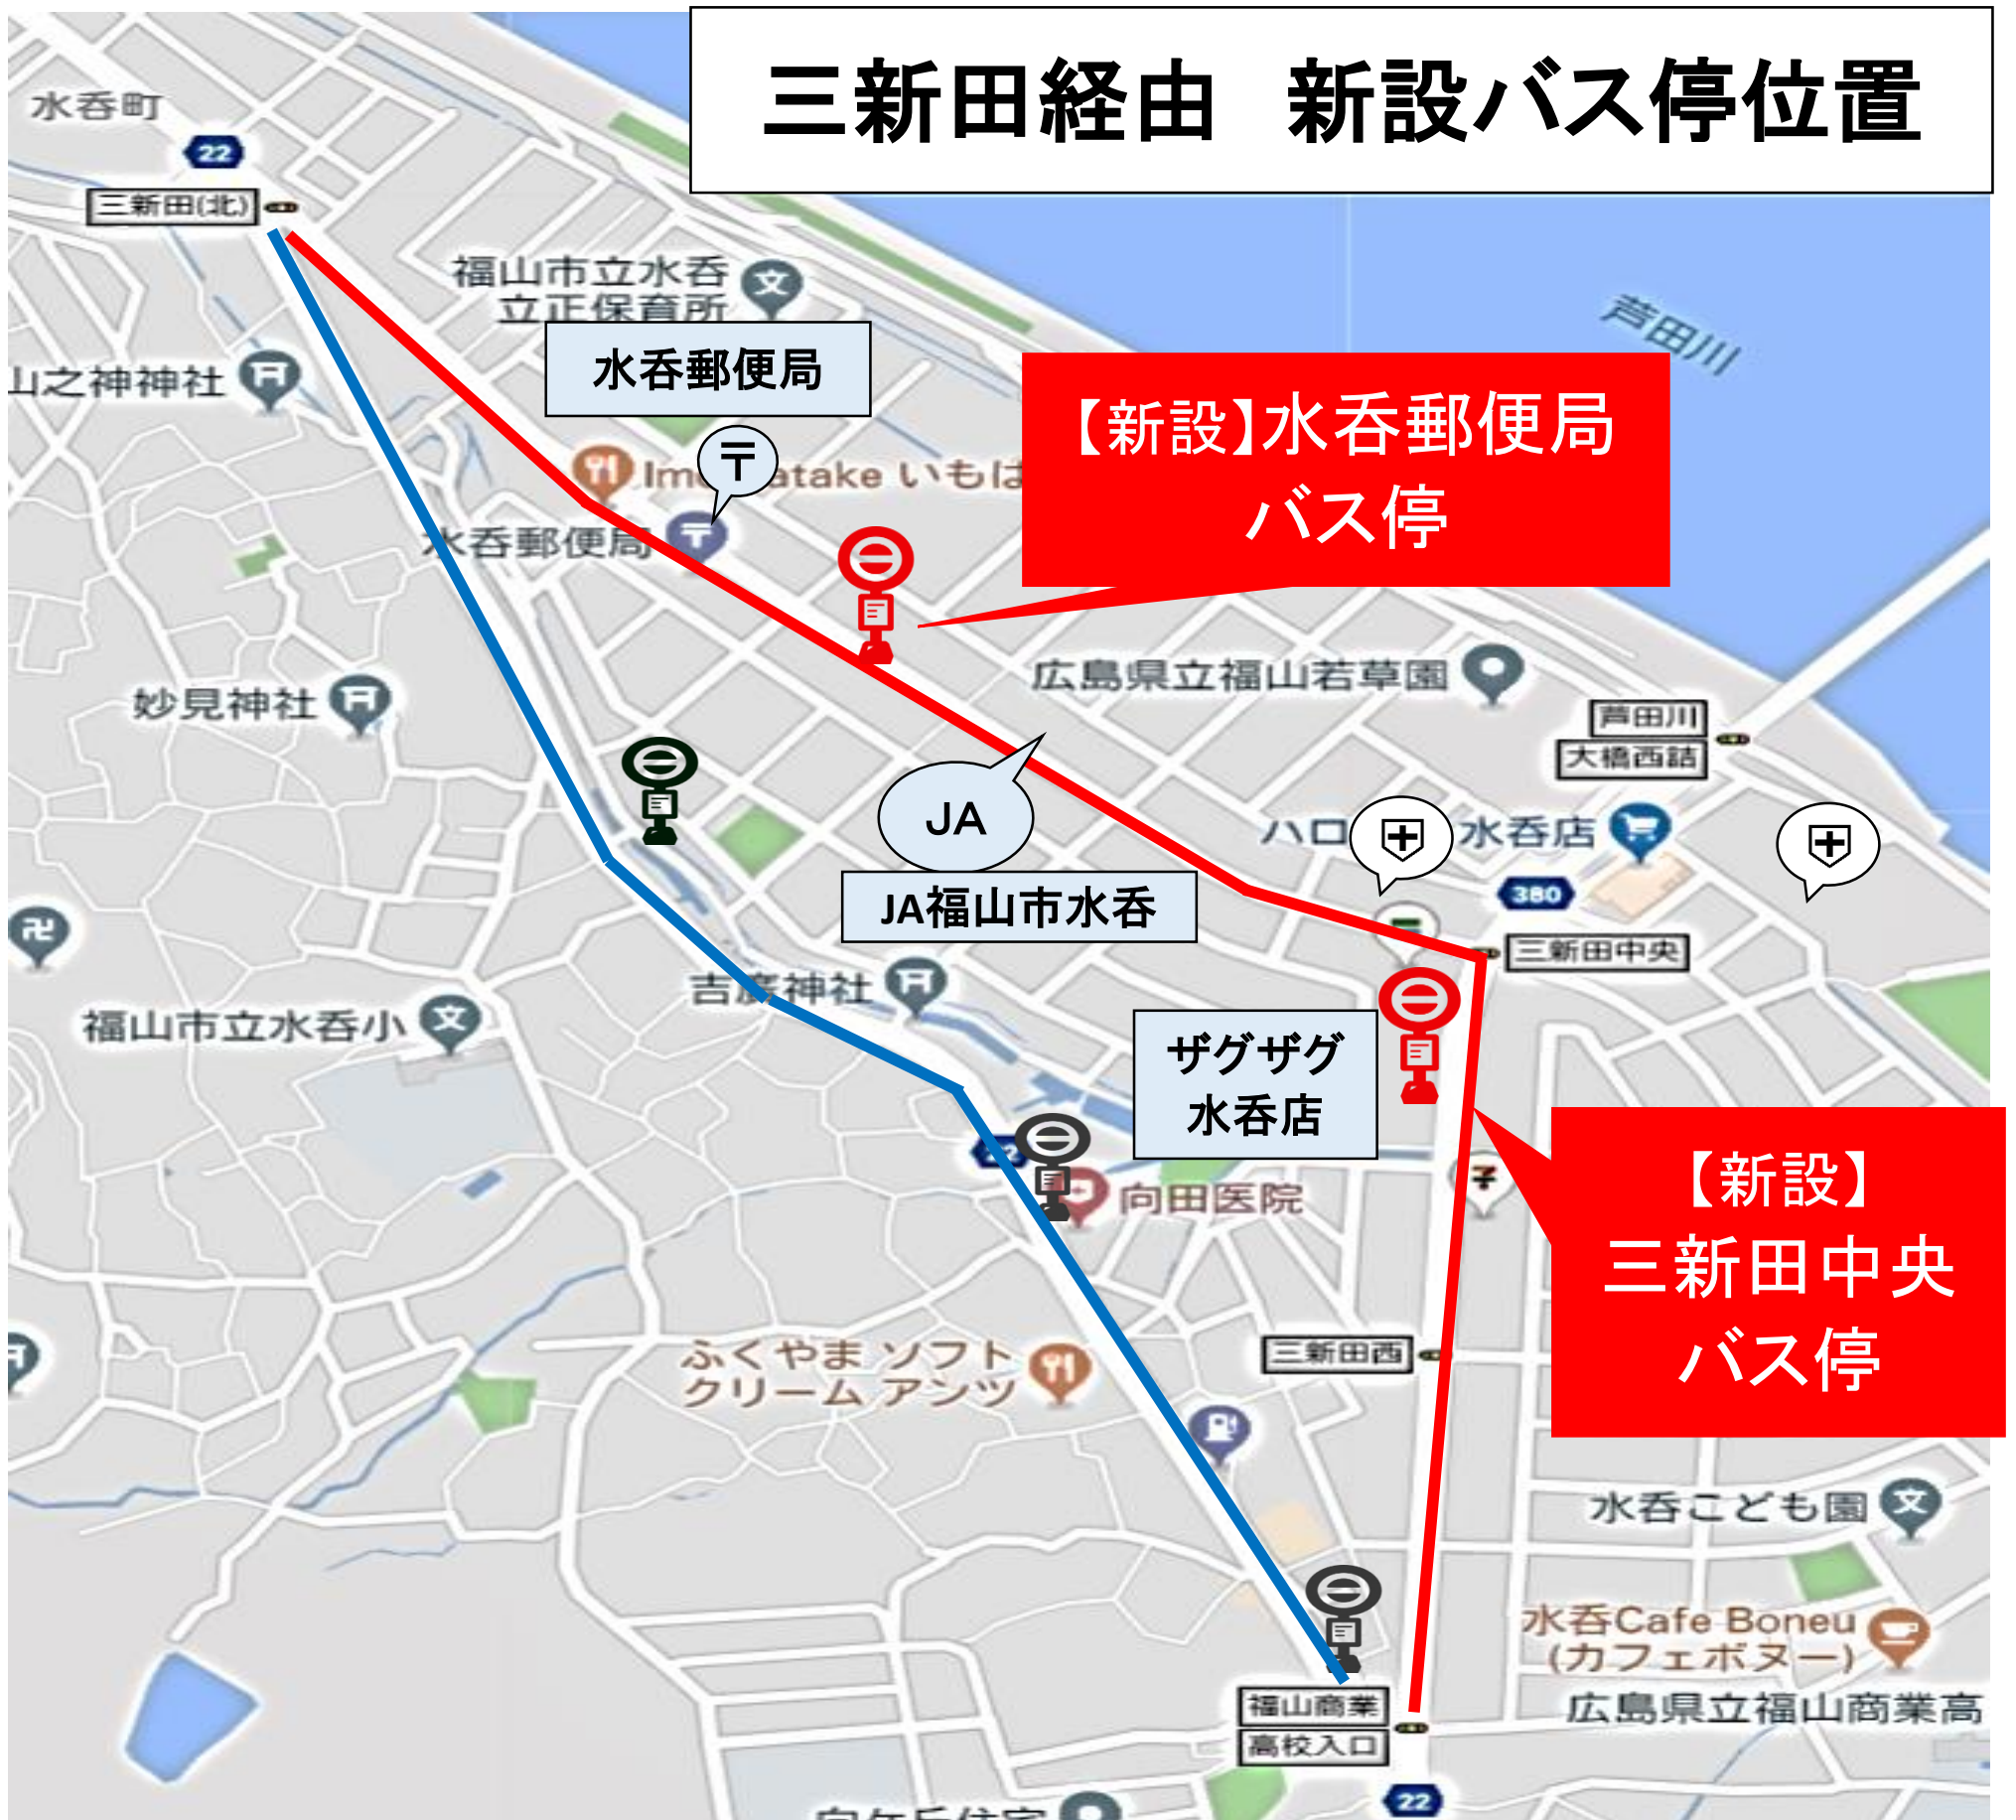 三新田経由　新設バス停位置
水呑町
22
三新田(北)
福山市立水呑
立正保育所
芦田川
水呑郵便局
山之神神社
【新設】水呑郵便局
バス停
〒
いもは
水呑郵便局
広島県立福山若草園
妙見神社
芦田川
大橋西詰
JA
ハロ
水呑店
JA福山市水呑
380
三新田中央
吉廣神社
福山市立水呑小
ザグザグ
水呑店
【新設】
三新田中央
バス停
向田医院
三新田西
ふくやま ソフト
クリーム アンツ
水呑こども園
水呑Cafe Boneu
(カフェボヌー)
福山商業
高校入口
広島県立福山商業高
22